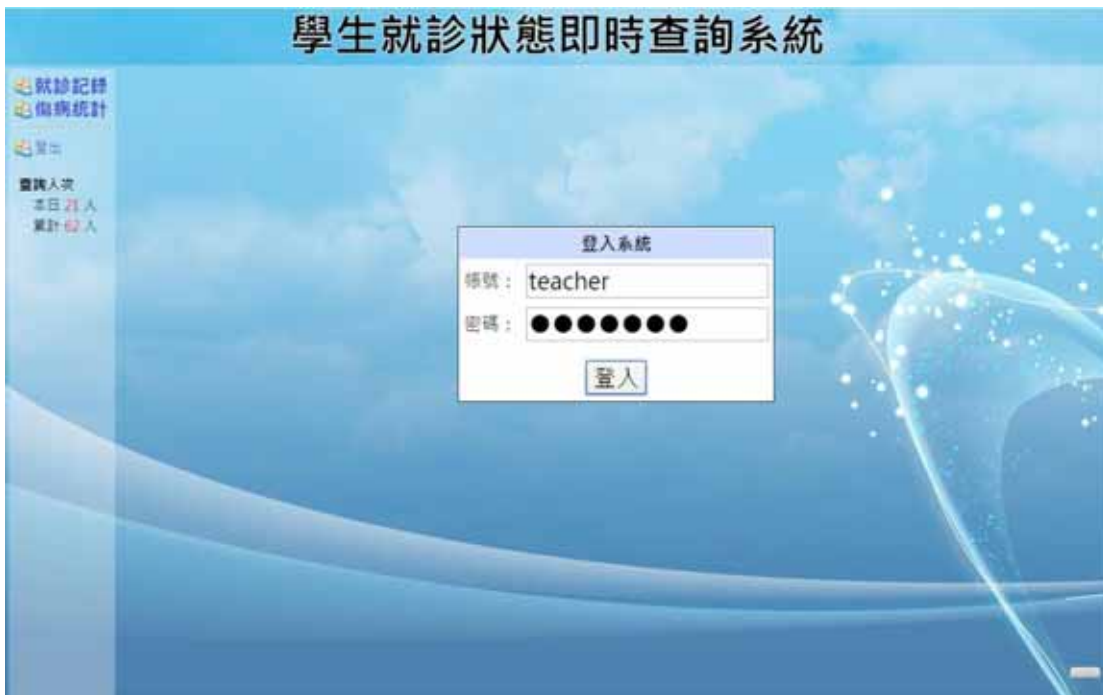 學生就診狀態即時查詢系統
就診記錄
傷病統計
登出
查詢人次
本日 21 人
累計 62 人
登入系統
帳號：teacher
密碼：●●●●●●●
登入